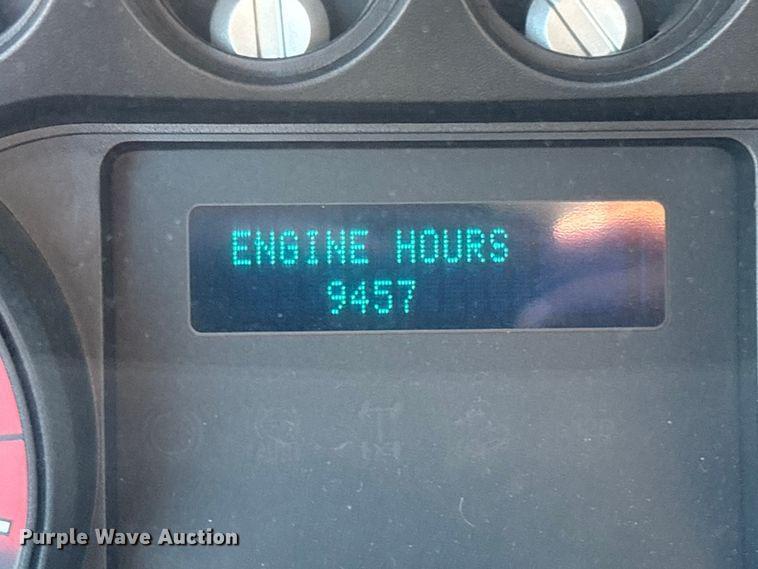 ENGINE HOURS
9457
Purple Wave Auction